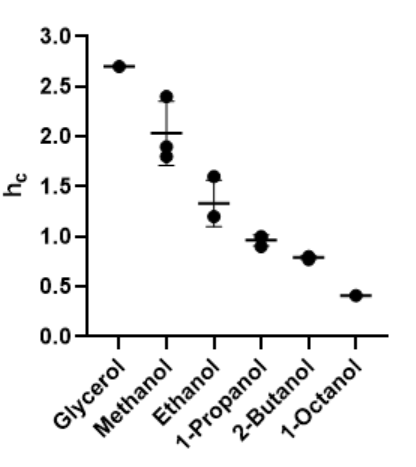 3.0
2.5
2.0
1.5
1.0
0.5
0.0
hc
Glycerol
Methanol
Ethanol
1-Propanol
2-Butanol
1-Octanol